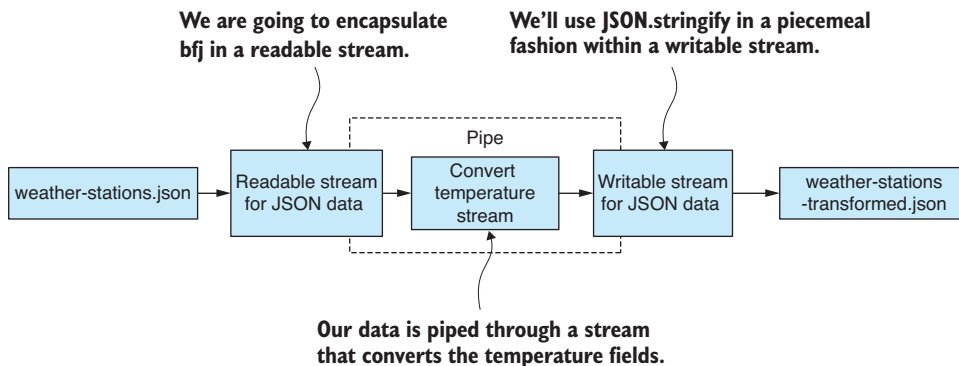 We are going to encapsulate
bfj in a readable stream.
We’ll use JSON.stringify in a piecemeal
fashion within a writable stream.
Pipe
weather-stations.json
Readable stream
for JSON data
Convert
temperature
stream
Writable stream
for JSON data
weather-stations
-transformed.json
Our data is piped through a stream
that converts the temperature fields.